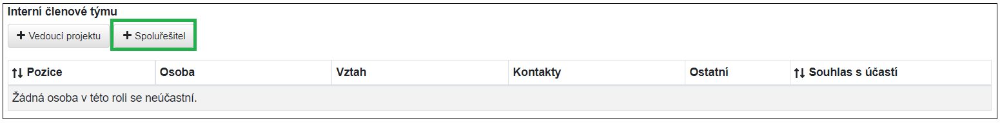 Interní členové týmu
Vedoucí projektu Spoluřešitel
Pozice Osoba Vztah Kontakty Ostatní Souhlas s účastí
Žádná osoba v této roli se neúčastní.